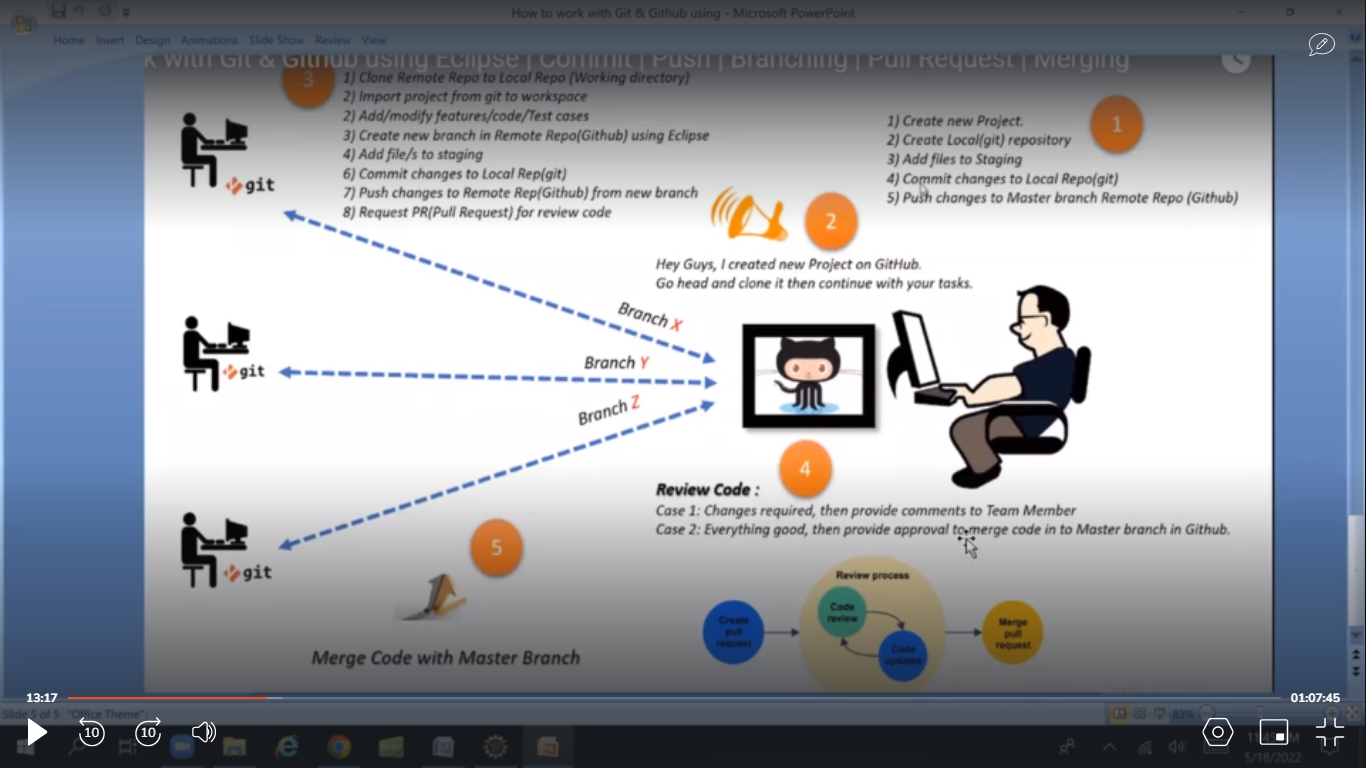 How to work with Git & Github using - Microsoft PowerPoint
Home Insert Design Animations Slide Show Review View
k with Git & Github using Eclipse | Commit | Push | Branching | Pull Request | Merging
3
1) Clone Remote Repo to Local Repo (Working directory)
2) Import project from git to workspace
2) Add/modify features/code/Test cases
3) Create new branch in Remote Repo(Github) using Eclipse
4) Add file/s to staging
6) Commit changes to Local Rep(git)
7) Push changes to Remote Rep(Github) from new branch
8) Request PR(Pull Request) for review code
1
1) Create new Project.
2) Create Local(git) repository
3) Add files to Staging
4) Commit changes to Local Repo(git)
5) Push changes to Master branch Remote Repo (Github)
git
2
Hey Guys, I created new Project on GitHub.
Go head and clone it then continue with your tasks.
Branch X
Branch Y
Branch Z
git
git
4
Review Code :
Case 1: Changes required, then provide comments to Team Member
Case 2: Everything good, then provide approval to merge code in to Master branch in Github.
5
Merge Code with Master Branch
Review process
Create
pull
request
Code
review
Code
updates
Merge
pull
request
13:17
01:07:45
Slide 5 of 5 "Office Theme"
83%
10
10
5/18/2022